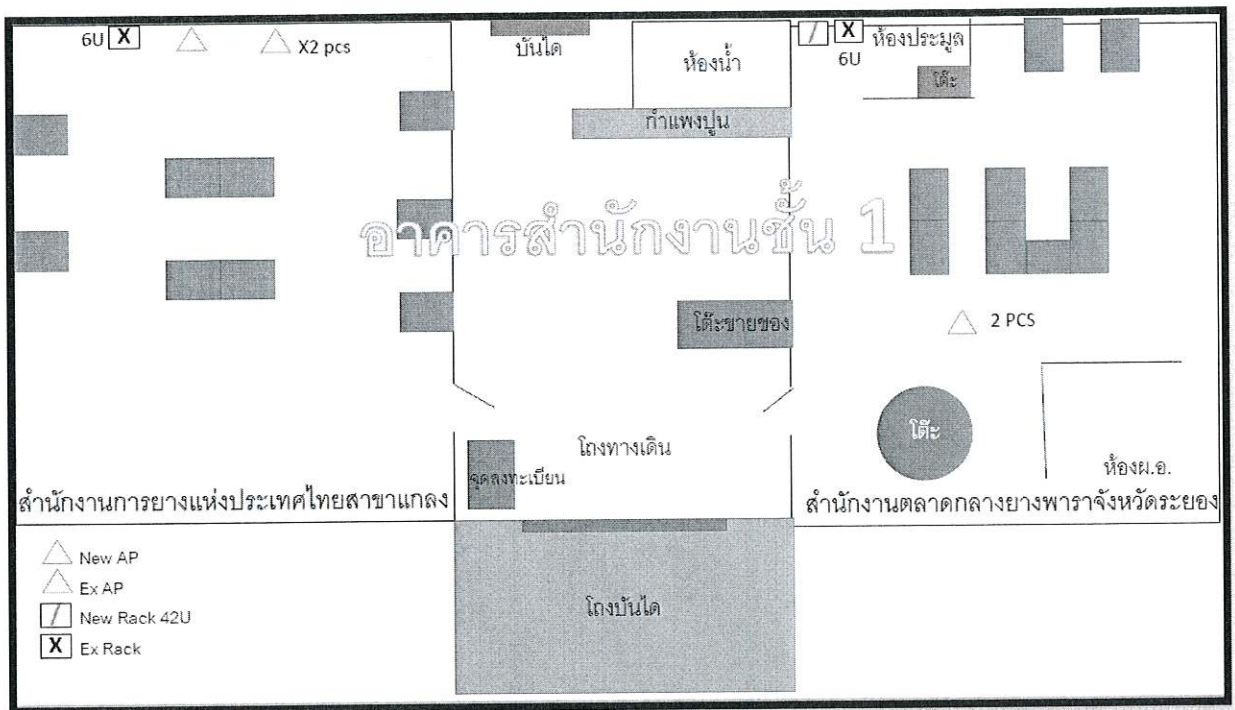 6U X
X2 pcs
บันได
ห้องน้ำ
/ X ห้องประมูล
6U
โต๊ะ
กำแพงปูน
อาคารสำนักงานชั้น 1
โต๊ะขายของ
2 PCS
โต๊ะ
โถงทางเดิน
จุดลงทะเบียน
ห้องผ.อ.
สำนักงานการยางแห่งประเทศไทยสาขาแกลง
สำนักงานตลาดกลางยางพาราจังหวัดระยอง
New AP
Ex AP
/ New Rack 42U
X Ex Rack
โถงบันได